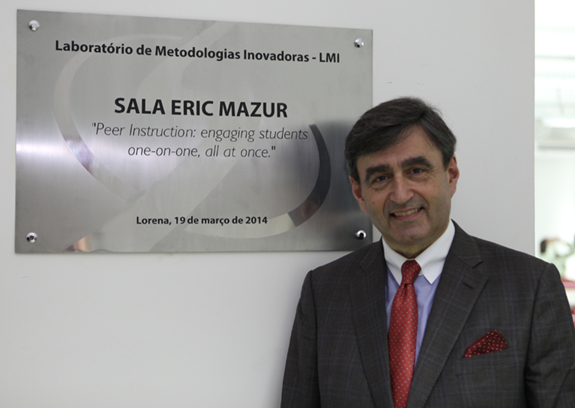 Laboratório de Metodologias Inovadoras - LMI
SALA ERIC MAZUR
"Peer Instruction: engaging students
one-on-one, all at once."
Lorena, 19 de março de 2014